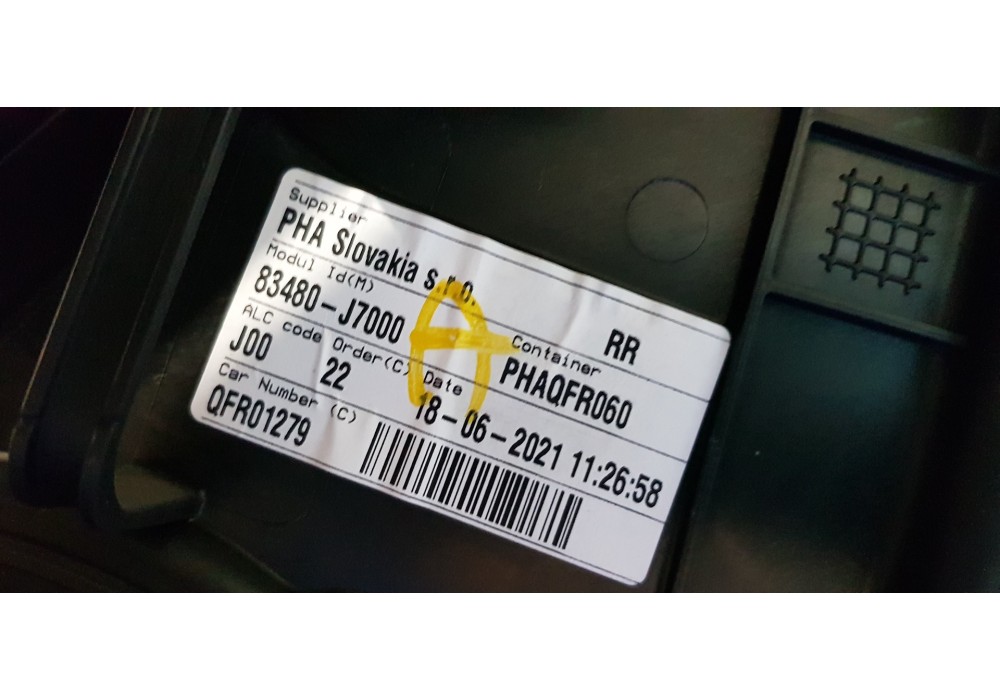 Supplier
PHA Slovakia s.r.o.
RR
Modul Id(M)
Container
83480-J7000
PHAQFR060
ALC code Order(C) Date
J00 22 18-06-2021 11:26:58
Car Number (C)
QFR01279
A